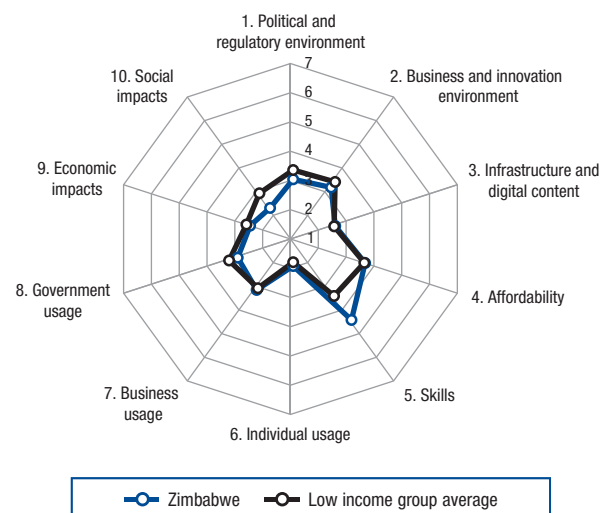 1. Political and
regulatory environment
2. Business and innovation
environment
3. Infrastructure and
digital content
4. Affordability
5. Skills
6. Individual usage
7. Business
usage
8. Government
usage
9. Economic
impacts
10. Social
impacts
7
6
5
4
3
2
1
Zimbabwe
Low income group average